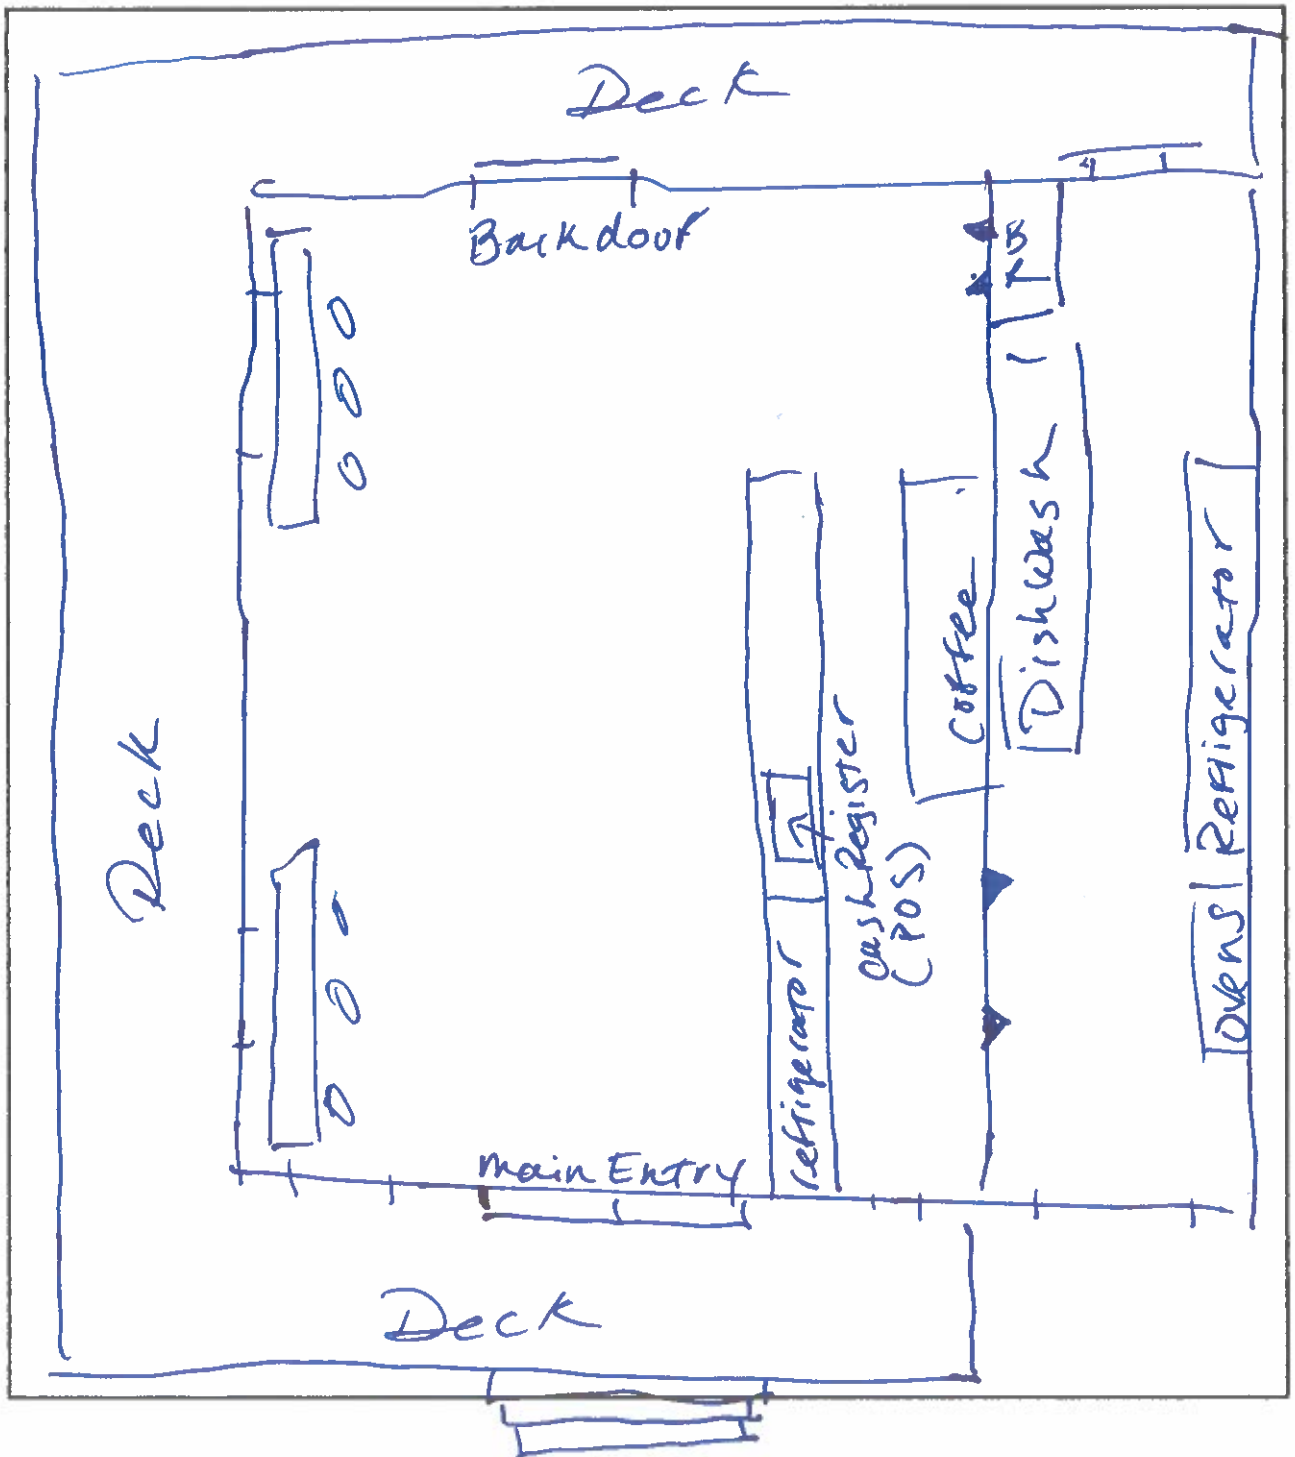 Deck
Backdoor
B
T
Dishwash
Coffee
Refrigerator
Cash Register
(POS)
Deck
Ovens
refrigerator
Main Entry
Deck